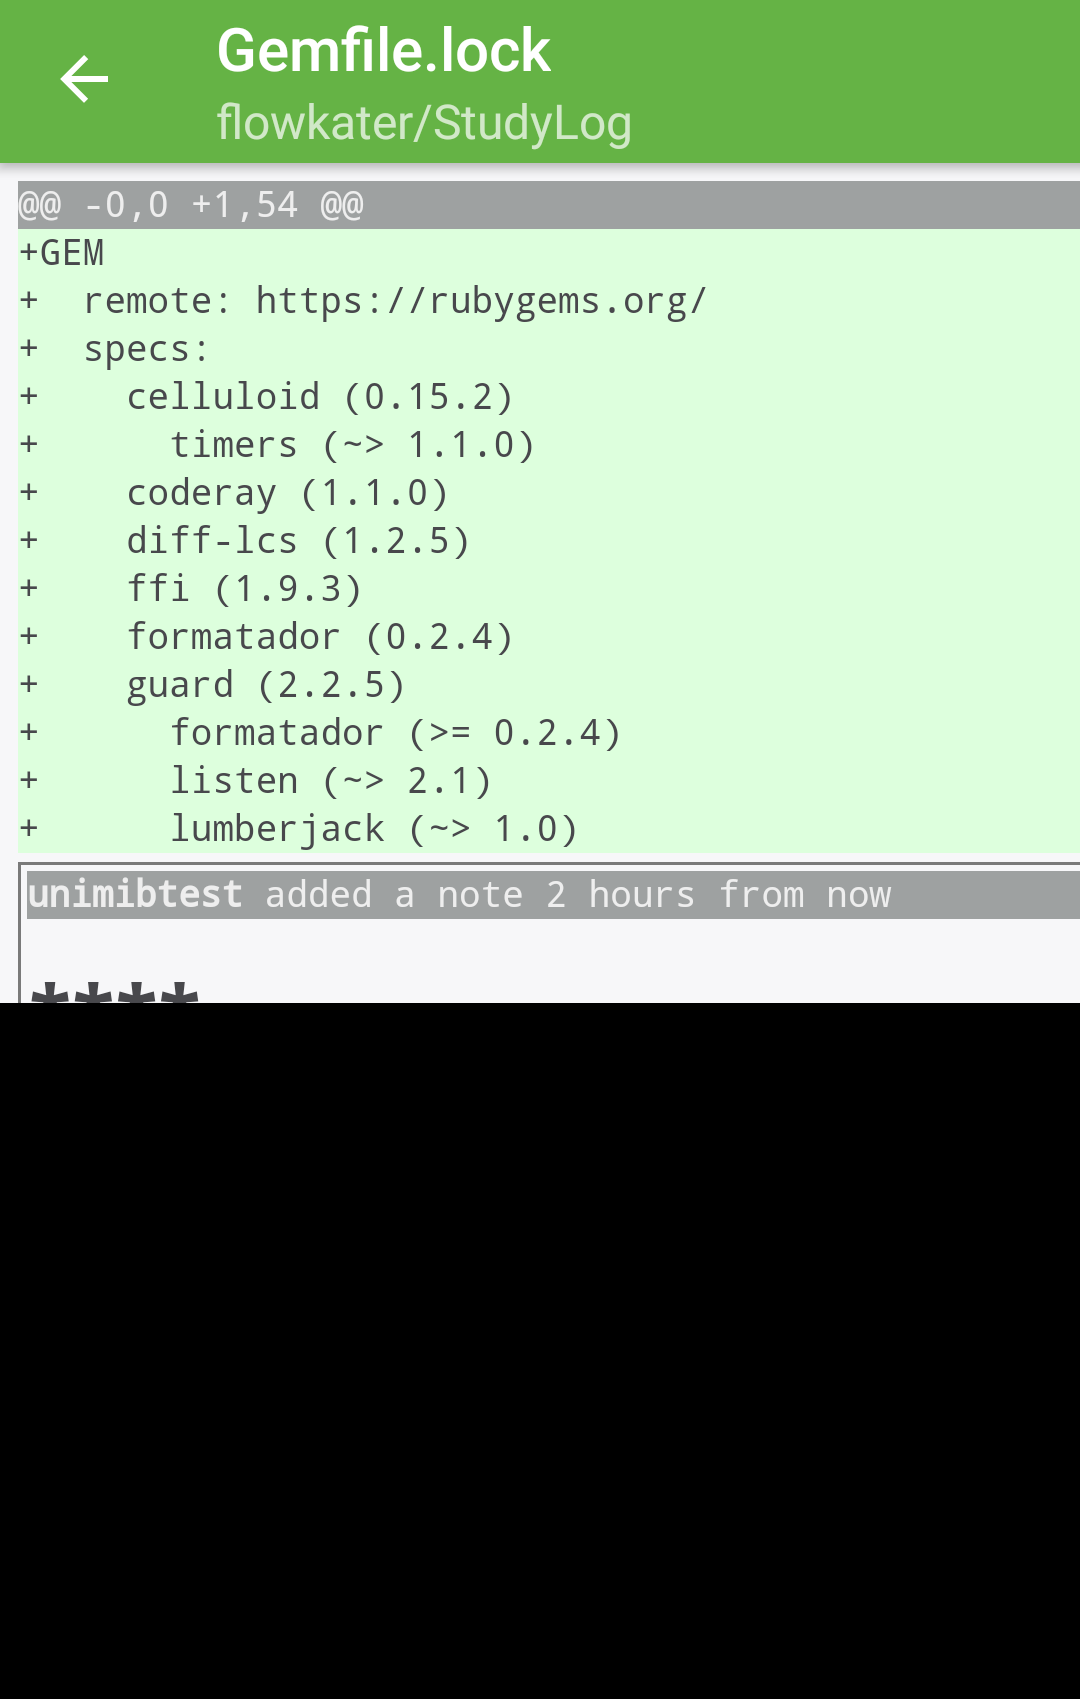 Gemfile.lock
flowkater/StudyLog
@@ -0,0 +1,54 @@
+GEM
+  remote: https://rubygems.org/
+  specs:
+    celluloid (0.15.2)
+      timers (~> 1.1.0)
+    coderay (1.1.0)
+    diff-lcs (1.2.5)
+    ffi (1.9.3)
+    formatador (0.2.4)
+    guard (2.2.5)
+      formatador (>= 0.2.4)
+      listen (~> 2.1)
+      lumberjack (~> 1.0)
unimibtest added a note 2 hours from now
****